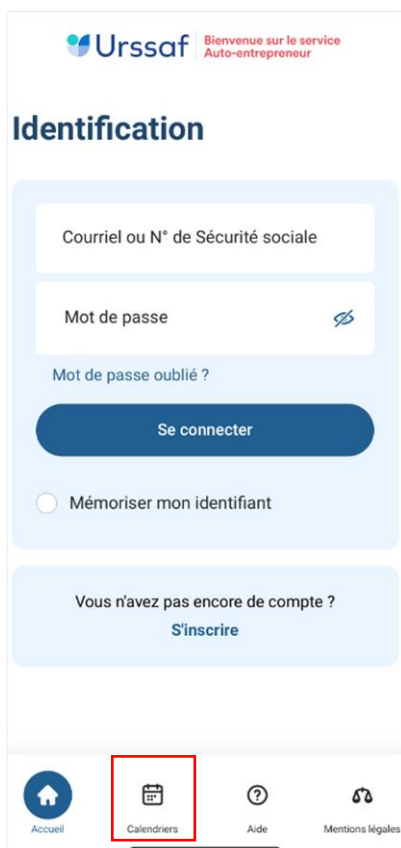 Urssaf
Bienvenue sur le service
Auto-entrepreneur
Identification
Courriel ou N° de Sécurité sociale
Mot de passe
Mot de passe oublié ?
Se connecter
Mémoriser mon identifiant
Vous n'avez pas encore de compte ?
S'inscrire
Accueil
Calendriers
Aide
Mentions légales